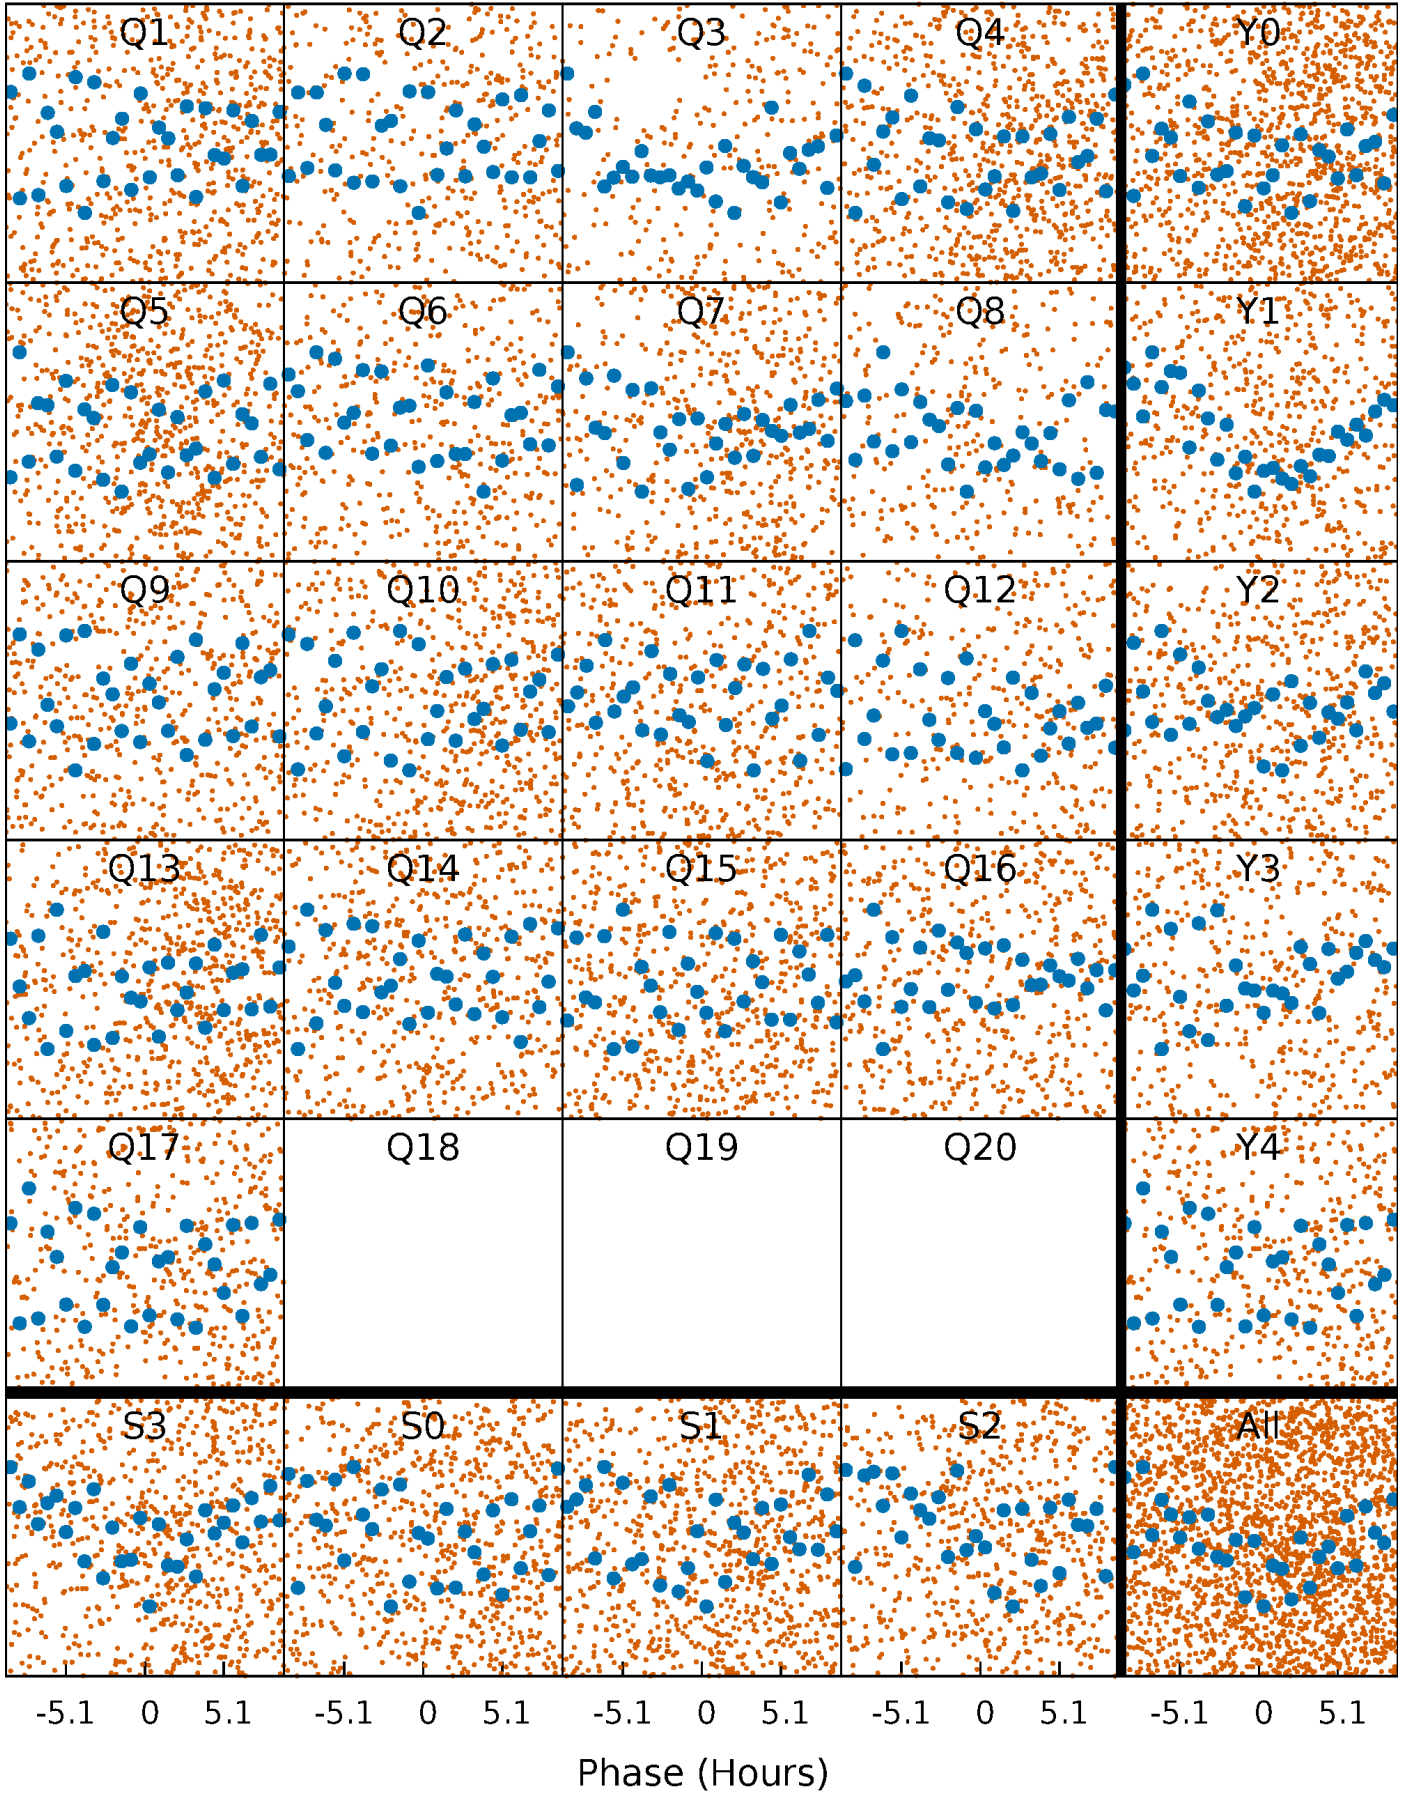 Q1 Q2 Q3 Q4 Y0
Q5 Q6 Q7 Q8 Y1
Q9 Q10 Q11 Q12 Y2
Q13 Q14 Q15 Q16 Y3
Q17 Q18 Q19 Q20 Y4
S3 S0 S1 S2 All
-5.1 0 5.1 -5.1 0 5.1 -5.1 0 5.1 -5.1 0 5.1 -5.1 0 5.1
Phase (Hours)